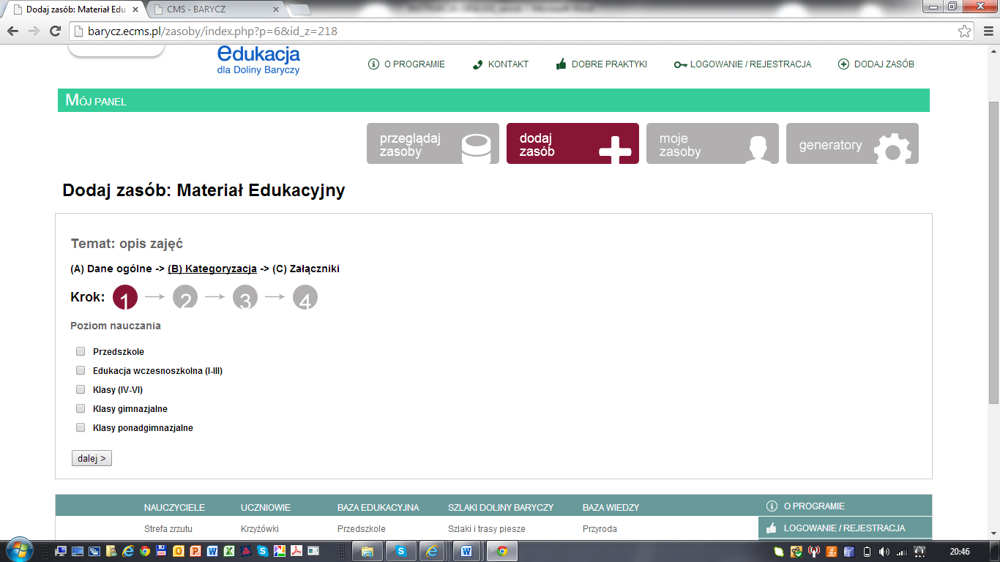 Dodaj zasób: Materiał Edu
CMS - BARYCZ
barycz.ecms.pl/zasoby/index.php?p=6&id_z=218
edukacja
dla Doliny Baryczy
O PROGRAMIE
KONTAKT
DOBRE PRAKTYKI
LOGOWANIE / REJESTRACJA
DODAJ ZASÓB
MÓJ PANEL
przeglądaj
zasoby
dodaj
zasób
moje
zasoby
generatory
Dodaj zasób: Materiał Edukacyjny
Temat: opis zajęć
(A) Dane ogólne -> (B) Kategoryzacja -> (C) Załączniki
Krok: 1 2 3 4
Poziom nauczania
Przedszkole
Edukacja wczesnoszkolna (I-III)
Klasy (IV-VI)
Klasy gimnazjalne
Klasy ponadgimnazjalne
dalej >
NAUCZYCIELE UCZNIOWIE BAZA EDUKACYJNA SZLAKI DOLINY BARYCZY BAZA WIEDZY O PROGRAMIE
Strefa zrzutu Krzyżówki Przedszkole Szlaki i trasy piesze Przyroda LOGOWANIE / REJESTRACJA
20:46